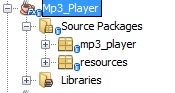 Mp3_Player
Source Packages
mp3_player
resources
Libraries